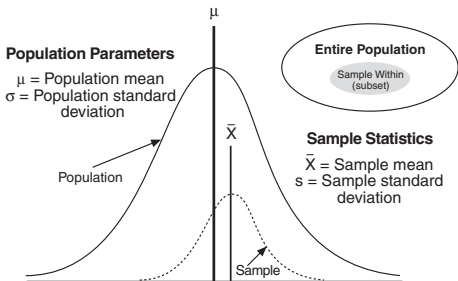 μ
Population Parameters
μ = Population mean
σ = Population standard
deviation
Population
Entire Population
Sample Within
(subset)
X̄
Sample Statistics
X̄ = Sample mean
s = Sample standard
deviation
Sample